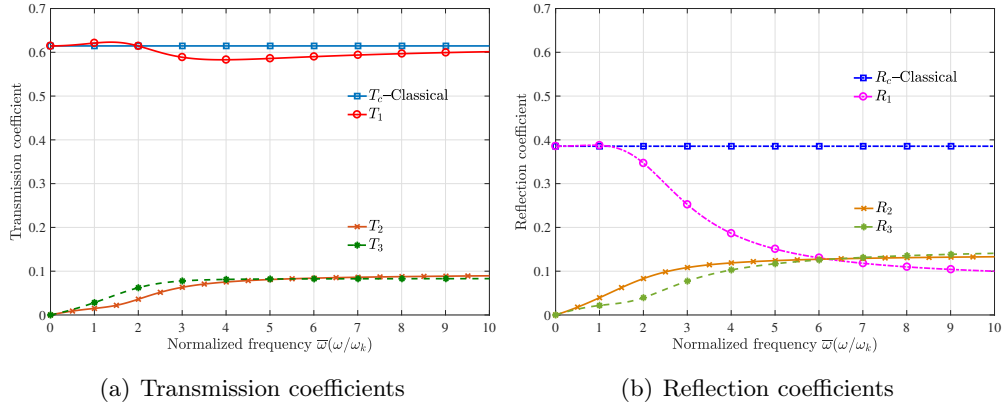 0.7
0.6
0.5
0.4
0.3
0.2
0.1
0
Transmission coefficient
T_c–Classical
T_1
T_2
T_3
0 1 2 3 4 5 6 7 8 9 10
Normalized frequency ω̅(ω/ω_k)
(a) Transmission coefficients
0.7
0.6
0.5
0.4
0.3
0.2
0.1
0
Reflection coefficient
R_c–Classical
R_1
R_2
R_3
0 1 2 3 4 5 6 7 8 9 10
Normalized frequency ω̅(ω/ω_k)
(b) Reflection coefficients